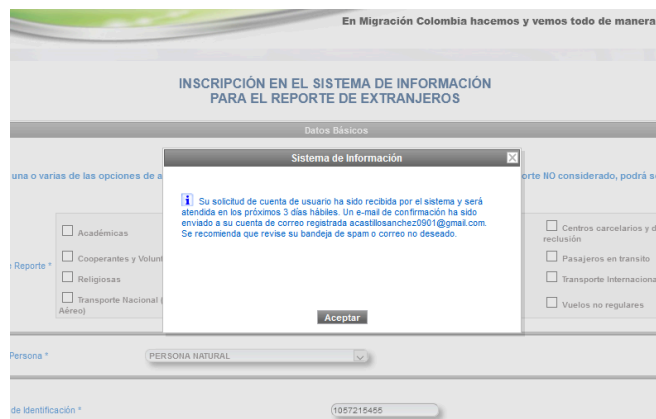 En Migración Colombia hacemos y vemos todo de manera
INSCRIPCIÓN EN EL SISTEMA DE INFORMACIÓN
PARA EL REPORTE DE EXTRANJEROS
Datos Básicos
Sistema de Información
X
una o varias de las opciones de a
orte NO considerado, podrá s
Su solicitud de cuenta de usuario ha sido recibida por el sistema y será
atendida en los próximos 3 días hábiles. Un e-mail de confirmación ha sido
enviado a su cuenta de correo registrada acastillosanchez0901@gmail.com.
Se recomienda que revise su bandeja de spam o correo no deseado.
Aceptar
Reporte *
Académicas
Cooperantes y Volunt
Religiosas
Transporte Nacional (
Aéreo)
Centros carcelarios y d
reclusión
Pasajeros en transito
Transporte Internaciona
Vuelos no regulares
Persona *
PERSONA NATURAL
de Identificación *
1057215455